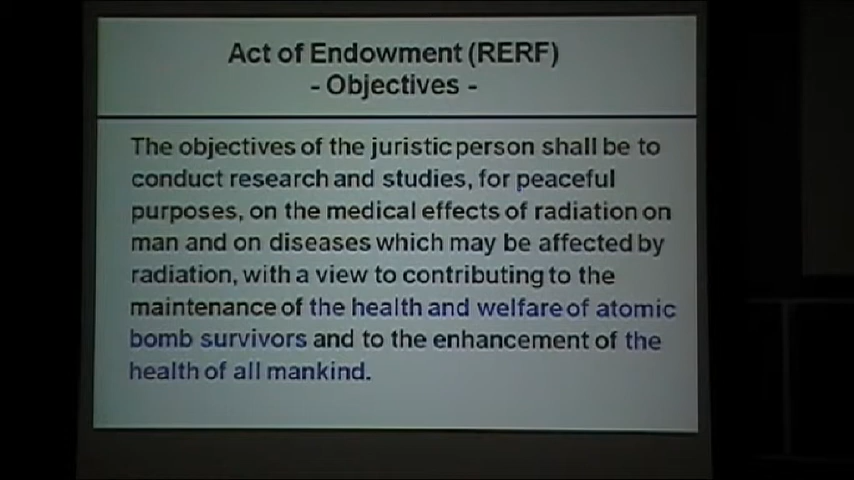 Act of Endowment (RERF)
- Objectives -
The objectives of the juristic person shall be to
conduct research and studies, for peaceful
purposes, on the medical effects of radiation on
man and on diseases which may be affected by
radiation, with a view to contributing to the
maintenance of the health and welfare of atomic
bomb survivors and to the enhancement of the
health of all mankind.